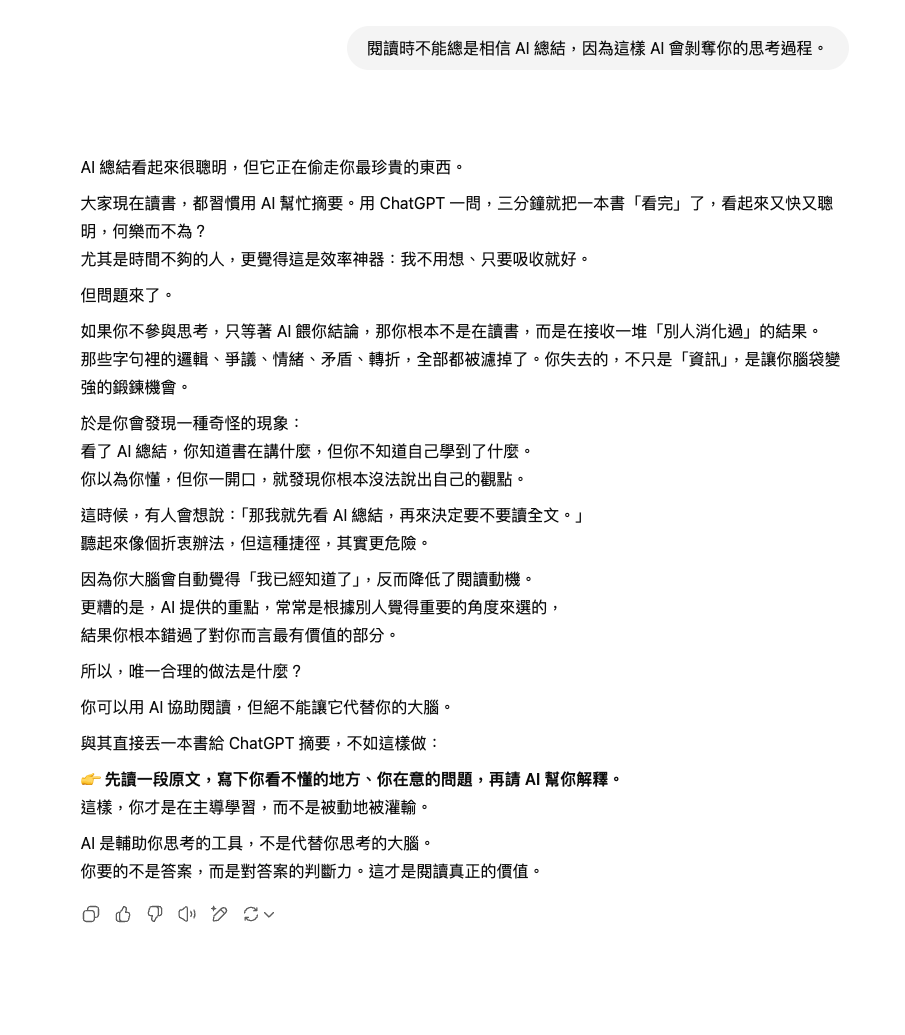 閱讀時不能總是相信 AI 總結，因為這樣 AI 會剝奪你的思考過程。
AI 總結看起來很聰明，但它正在偷走你最珍貴的東西。
大家現在讀書，都習慣用 AI 幫忙摘要。用 ChatGPT 一問，三分鐘就把一本書「看完」了，看起來又快又聰
明，何樂而不為？
尤其是時間不夠的人，更覺得這是效率神器：我不用想、只要吸收就好。
但問題來了。
如果你不參與思考，只等著 AI 餵你結論，那你根本不是在讀書，而是在接收一堆「別人消化過」的結果。
那些字句裡的邏輯、爭議、情緒、矛盾、轉折，全部都被濾掉了。你失去的，不只是「資訊」，是讓你腦袋變
強的鍛鍊機會。
於是你會發現一種奇怪的現象：
看了 AI 總結，你知道書在講什麼，但你不知道自己學到了什麼。
你以為你懂，但你一開口，就發現你根本沒法說出自己的觀點。
這時候，有人會想說：「那我就先看 AI 總結，再來決定要不要讀全文。」
聽起來像個折衷辦法，但這種捷徑，其實更危險。
因為你大腦會自動覺得「我已經知道了」，反而降低了閱讀動機。
更糟的是，AI 提供的重點，常常是根據別人覺得重要的角度來選的，
結果你根本錯過了對你而言最有價值的部分。
所以，唯一合理的做法是什麼？
你可以用 AI 協助閱讀，但絕不能讓它代替你的大腦。
與其直接丟一本書給 ChatGPT 摘要，不如這樣做：
👉 先讀一段原文，寫下你看不懂的地方、你在意的問題，再請 AI 幫你解釋。
這樣，你才是在主導學習，而不是被動地被灌輸。
AI 是輔助你思考的工具，不是代替你思考的大腦。
你要的不是答案，而是對答案的判斷力。這才是閱讀真正的價值。